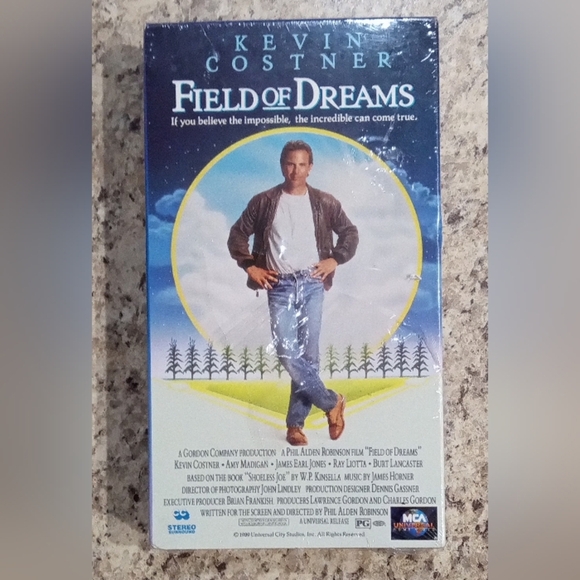 KEVIN
COSTNER
FIELD OF DREAMS
If you believe the impossible, the incredible can come true.
A GORDON COMPANY PRODUCTION A PHIL ALDEN ROBINSON FILM "FIELD OF DREAMS"
KEVIN COSTNER • AMY MADIGAN • JAMES EARL JONES • RAY LIOTTA • BURT LANCASTER
BASED ON THE BOOK "SHOELESS JOE" BY W.P. KINSELLA MUSIC BY JAMES HORNER
DIRECTOR OF PHOTOGRAPHY JOHN LINDLEY PRODUCTION DESIGNER DENNIS GASSNER
EXECUTIVE PRODUCER BRIAN FRANKISH PRODUCERS LAWRENCE GORDON AND CHARLES GORDON
WRITTEN FOR THE SCREEN AND DIRECTED BY PHIL ALDEN ROBINSON
STEREO
SURROUND
A UNIVERSAL RELEASE
PG
MCA
UNIVERSAL
HOME VIDEO
© 1989 Universal City Studios, Inc. All Rights Reserved.